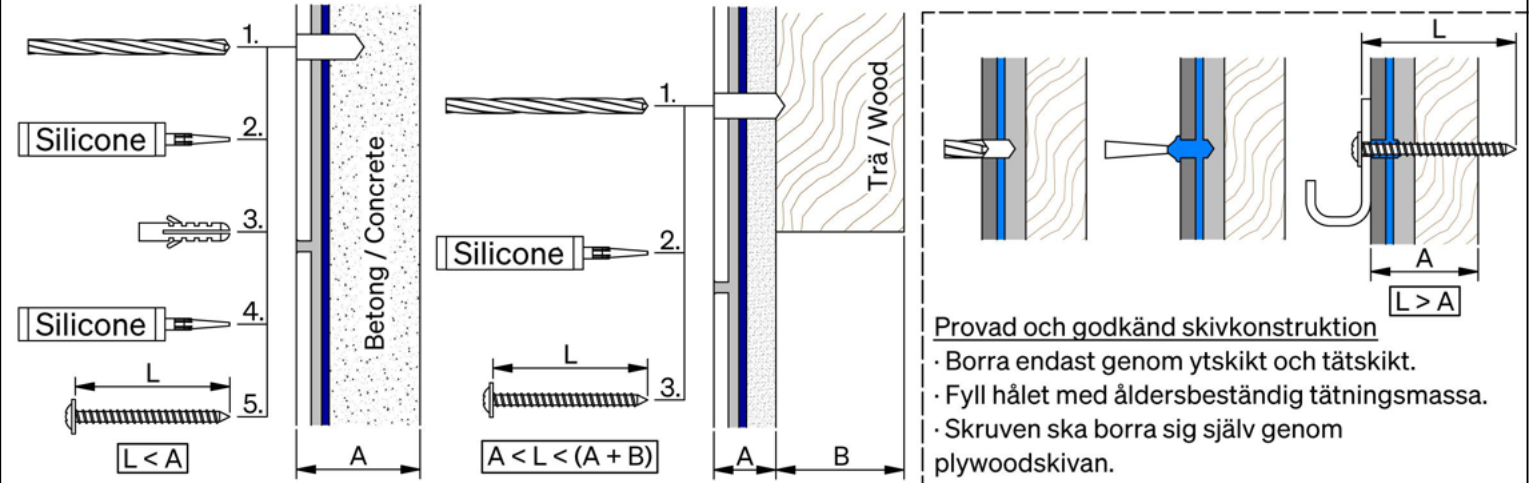 1.
Silicone
2.
3.
Silicone
4.
L
5.
L < A
A
Betong / Concrete
1.
Silicone
2.
L
3.
A < L < (A + B)
A
B
Trä / Wood
L
A
L > A
Provad och godkänd skivkonstruktion
· Borra endast genom ytskikt och tätskikt.
· Fyll hålet med åldersbeständig tätningsmassa.
· Skruven ska borra sig själv genom
plywoodskivan.